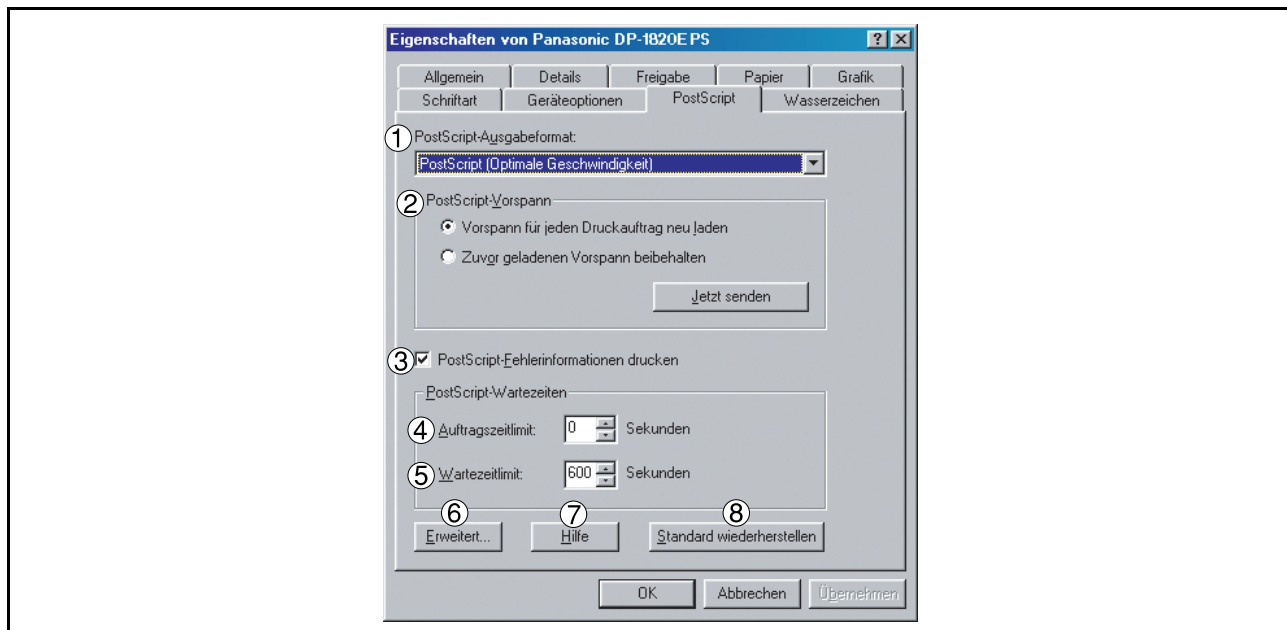 Eigenschaften von Panasonic DP-1820E PS
Allgemein Details Freigabe Papier Grafik
Schriftart Geräteoptionen PostScript Wasserzeichen
① PostScript-Ausgabeformat:
PostScript (Optimale Geschwindigkeit)
② PostScript-Vorspann
Vorspann für jeden Druckauftrag neu laden
Zuvor geladenen Vorspann beibehalten
Jetzt senden
③ PostScript-Fehlerinformationen drucken
PostScript-Wartezeiten
④ Auftragszeitlimit: 0 Sekunden
⑤ Wartezeitlimit: 600 Sekunden
⑥ ⑦ ⑧
Erweitert... Hilfe Standard wiederherstellen
OK Abbrechen Übernehmen